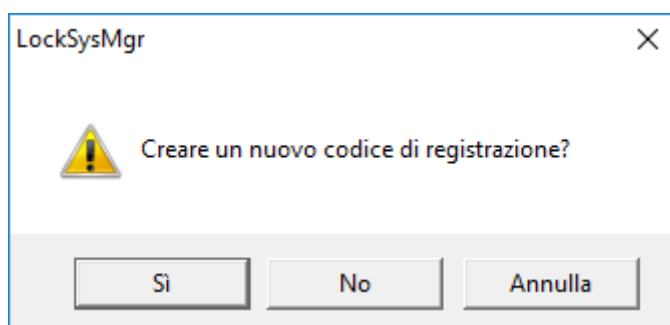 LockSysMgr
Creare un nuovo codice di registrazione?
Sì
No
Annulla